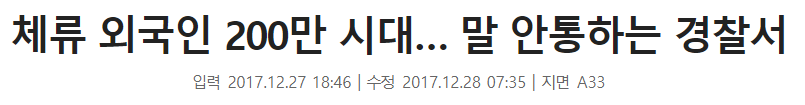 체류 외국인 200만 시대… 말 안통하는 경찰서
입력 2017.12.27 18:46 | 수정 2017.12.28 07:35 | 지면 A33